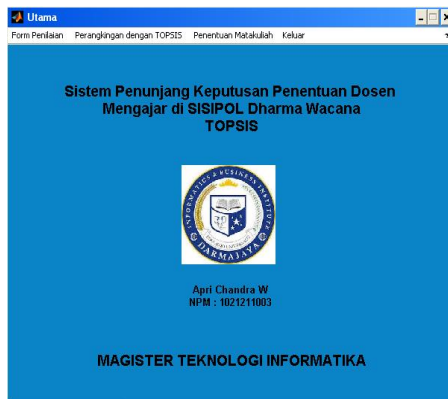 Utama
Form Penilaian Perangkingan dengan TOPSIS Penentuan Matakuliah Keluar
Sistem Penunjang Keputusan Penentuan Dosen
Mengajar di SISIPOL Dharma Wacana
TOPSIS
INFORMATICS & BUSINESS INSTITUTE
DARMAJAYA
Apri Chandra W
NPM : 1021211003
MAGISTER TEKNOLOGI INFORMATIKA